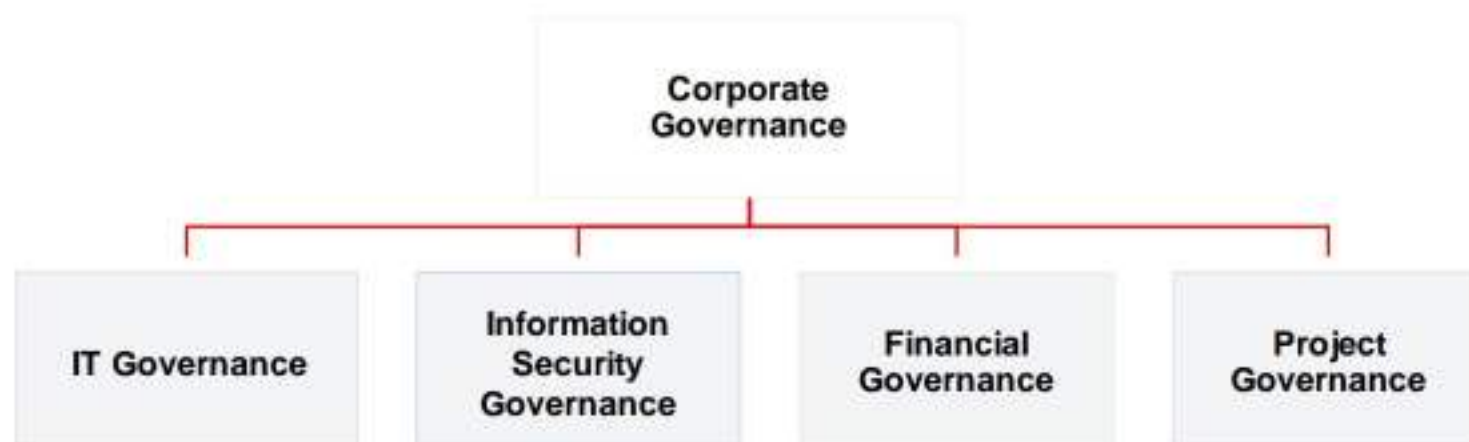 Corporate
Governance
IT Governance
Information
Security
Governance
Financial
Governance
Project
Governance